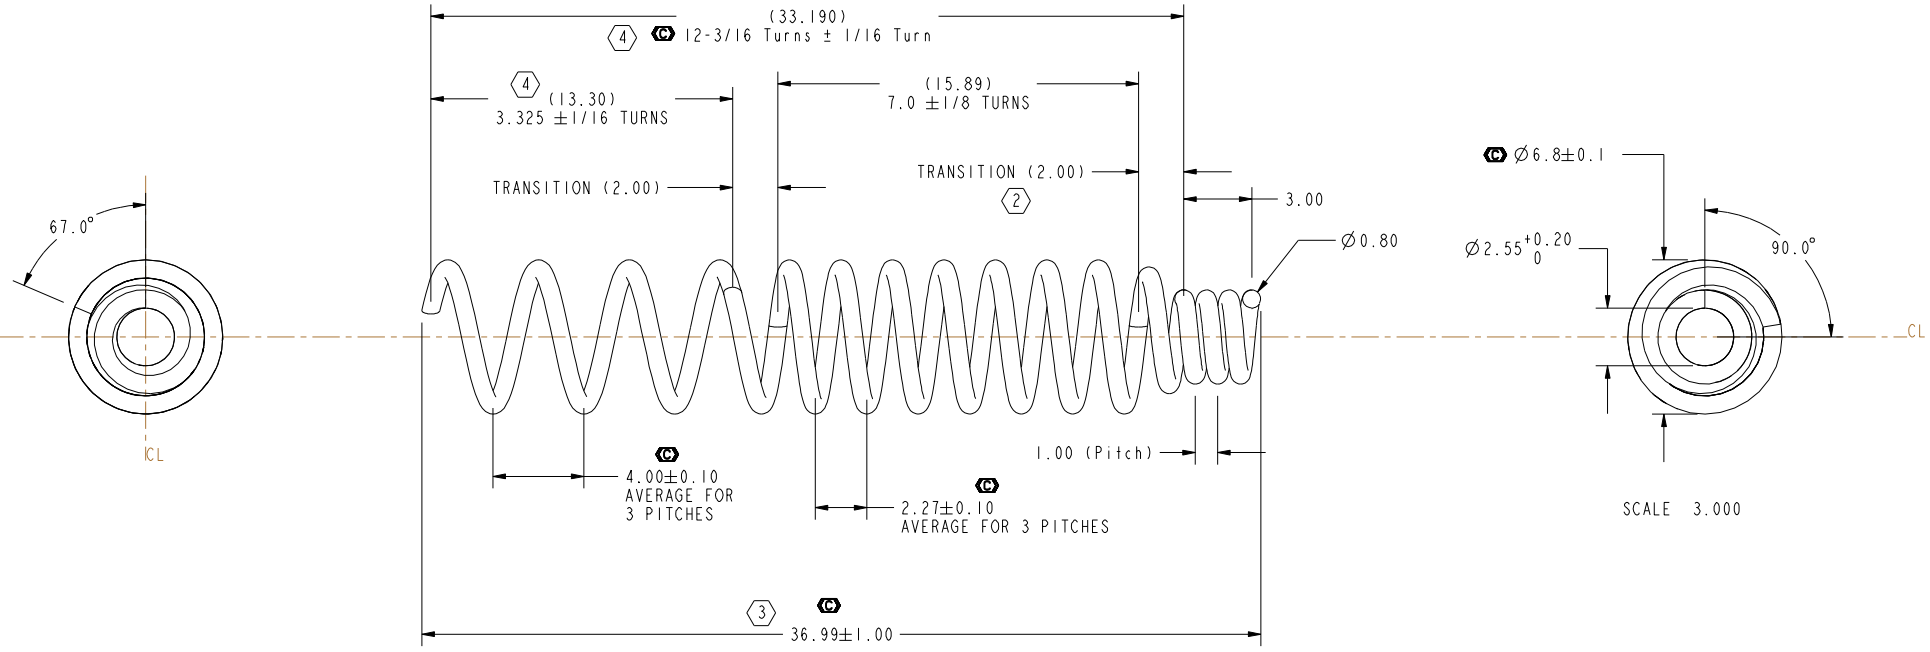 (33.190)
4 C 12-3/16 Turns ± 1/16 Turn
4
(13.30)
3.325 ±1/16 TURNS
(15.89)
7.0 ±1/8 TURNS
TRANSITION (2.00)
TRANSITION (2.00)
2
3.00
Ø0.80
67.0°
CL
C Ø6.8±0.1
Ø2.55 +0.20
0
90.0°
CL
C
4.00±0.10
AVERAGE FOR
3 PITCHES
C
2.27±0.10
AVERAGE FOR 3 PITCHES
1.00 (Pitch)
SCALE 3.000
3 C
36.99±1.00